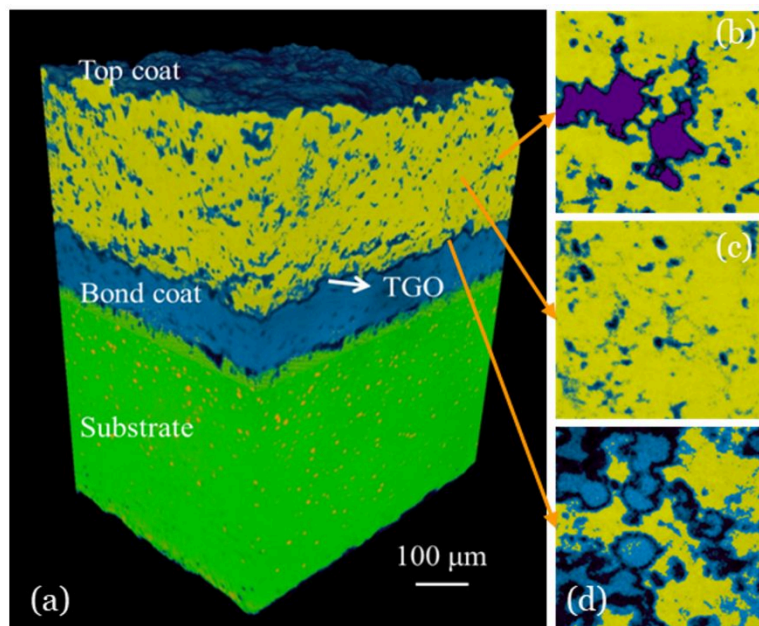 Top coat
Bond coat
TGO
Substrate
100 μm
(a)
(b)
(c)
(d)